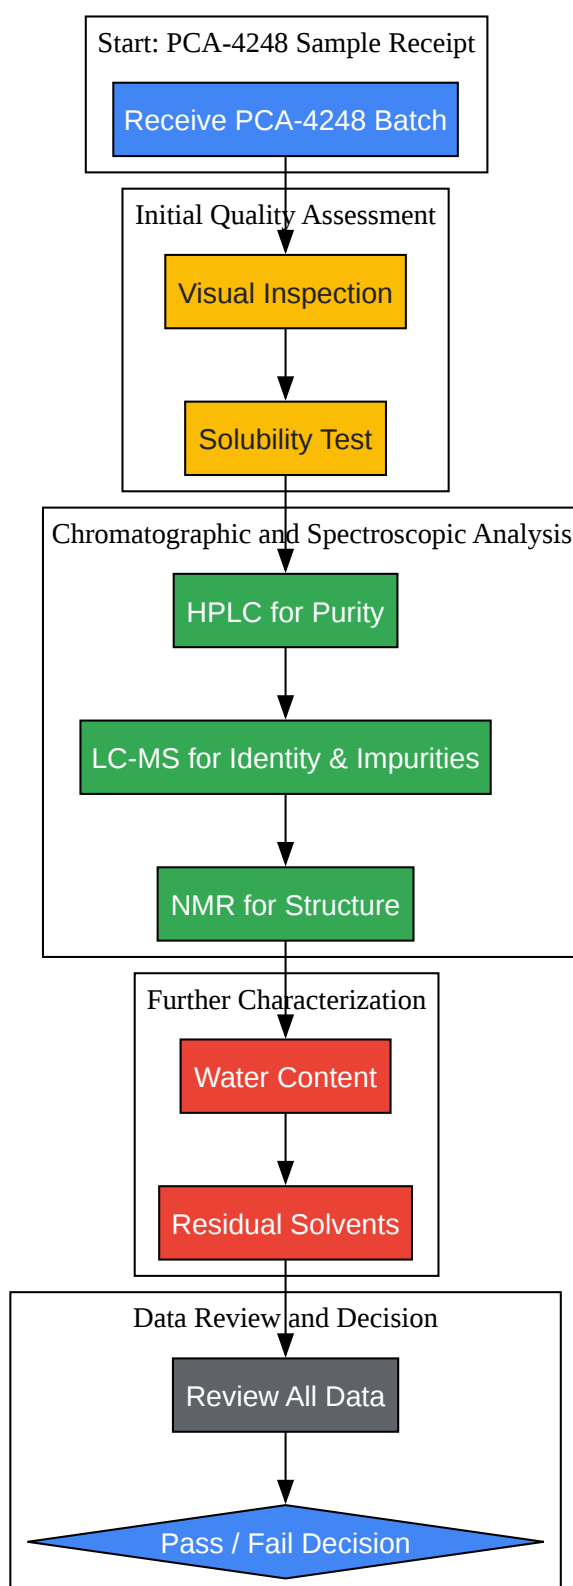 Start: PCA-4248 Sample Receipt
Receive PCA-4248 Batch
Initial Quality Assessment
Visual Inspection
Solubility Test
Chromatographic and Spectroscopic Analysis
HPLC for Purity
LC-MS for Identity & Impurities
NMR for Structure
Further Characterization
Water Content
Residual Solvents
Data Review and Decision
Review All Data
Pass / Fail Decision